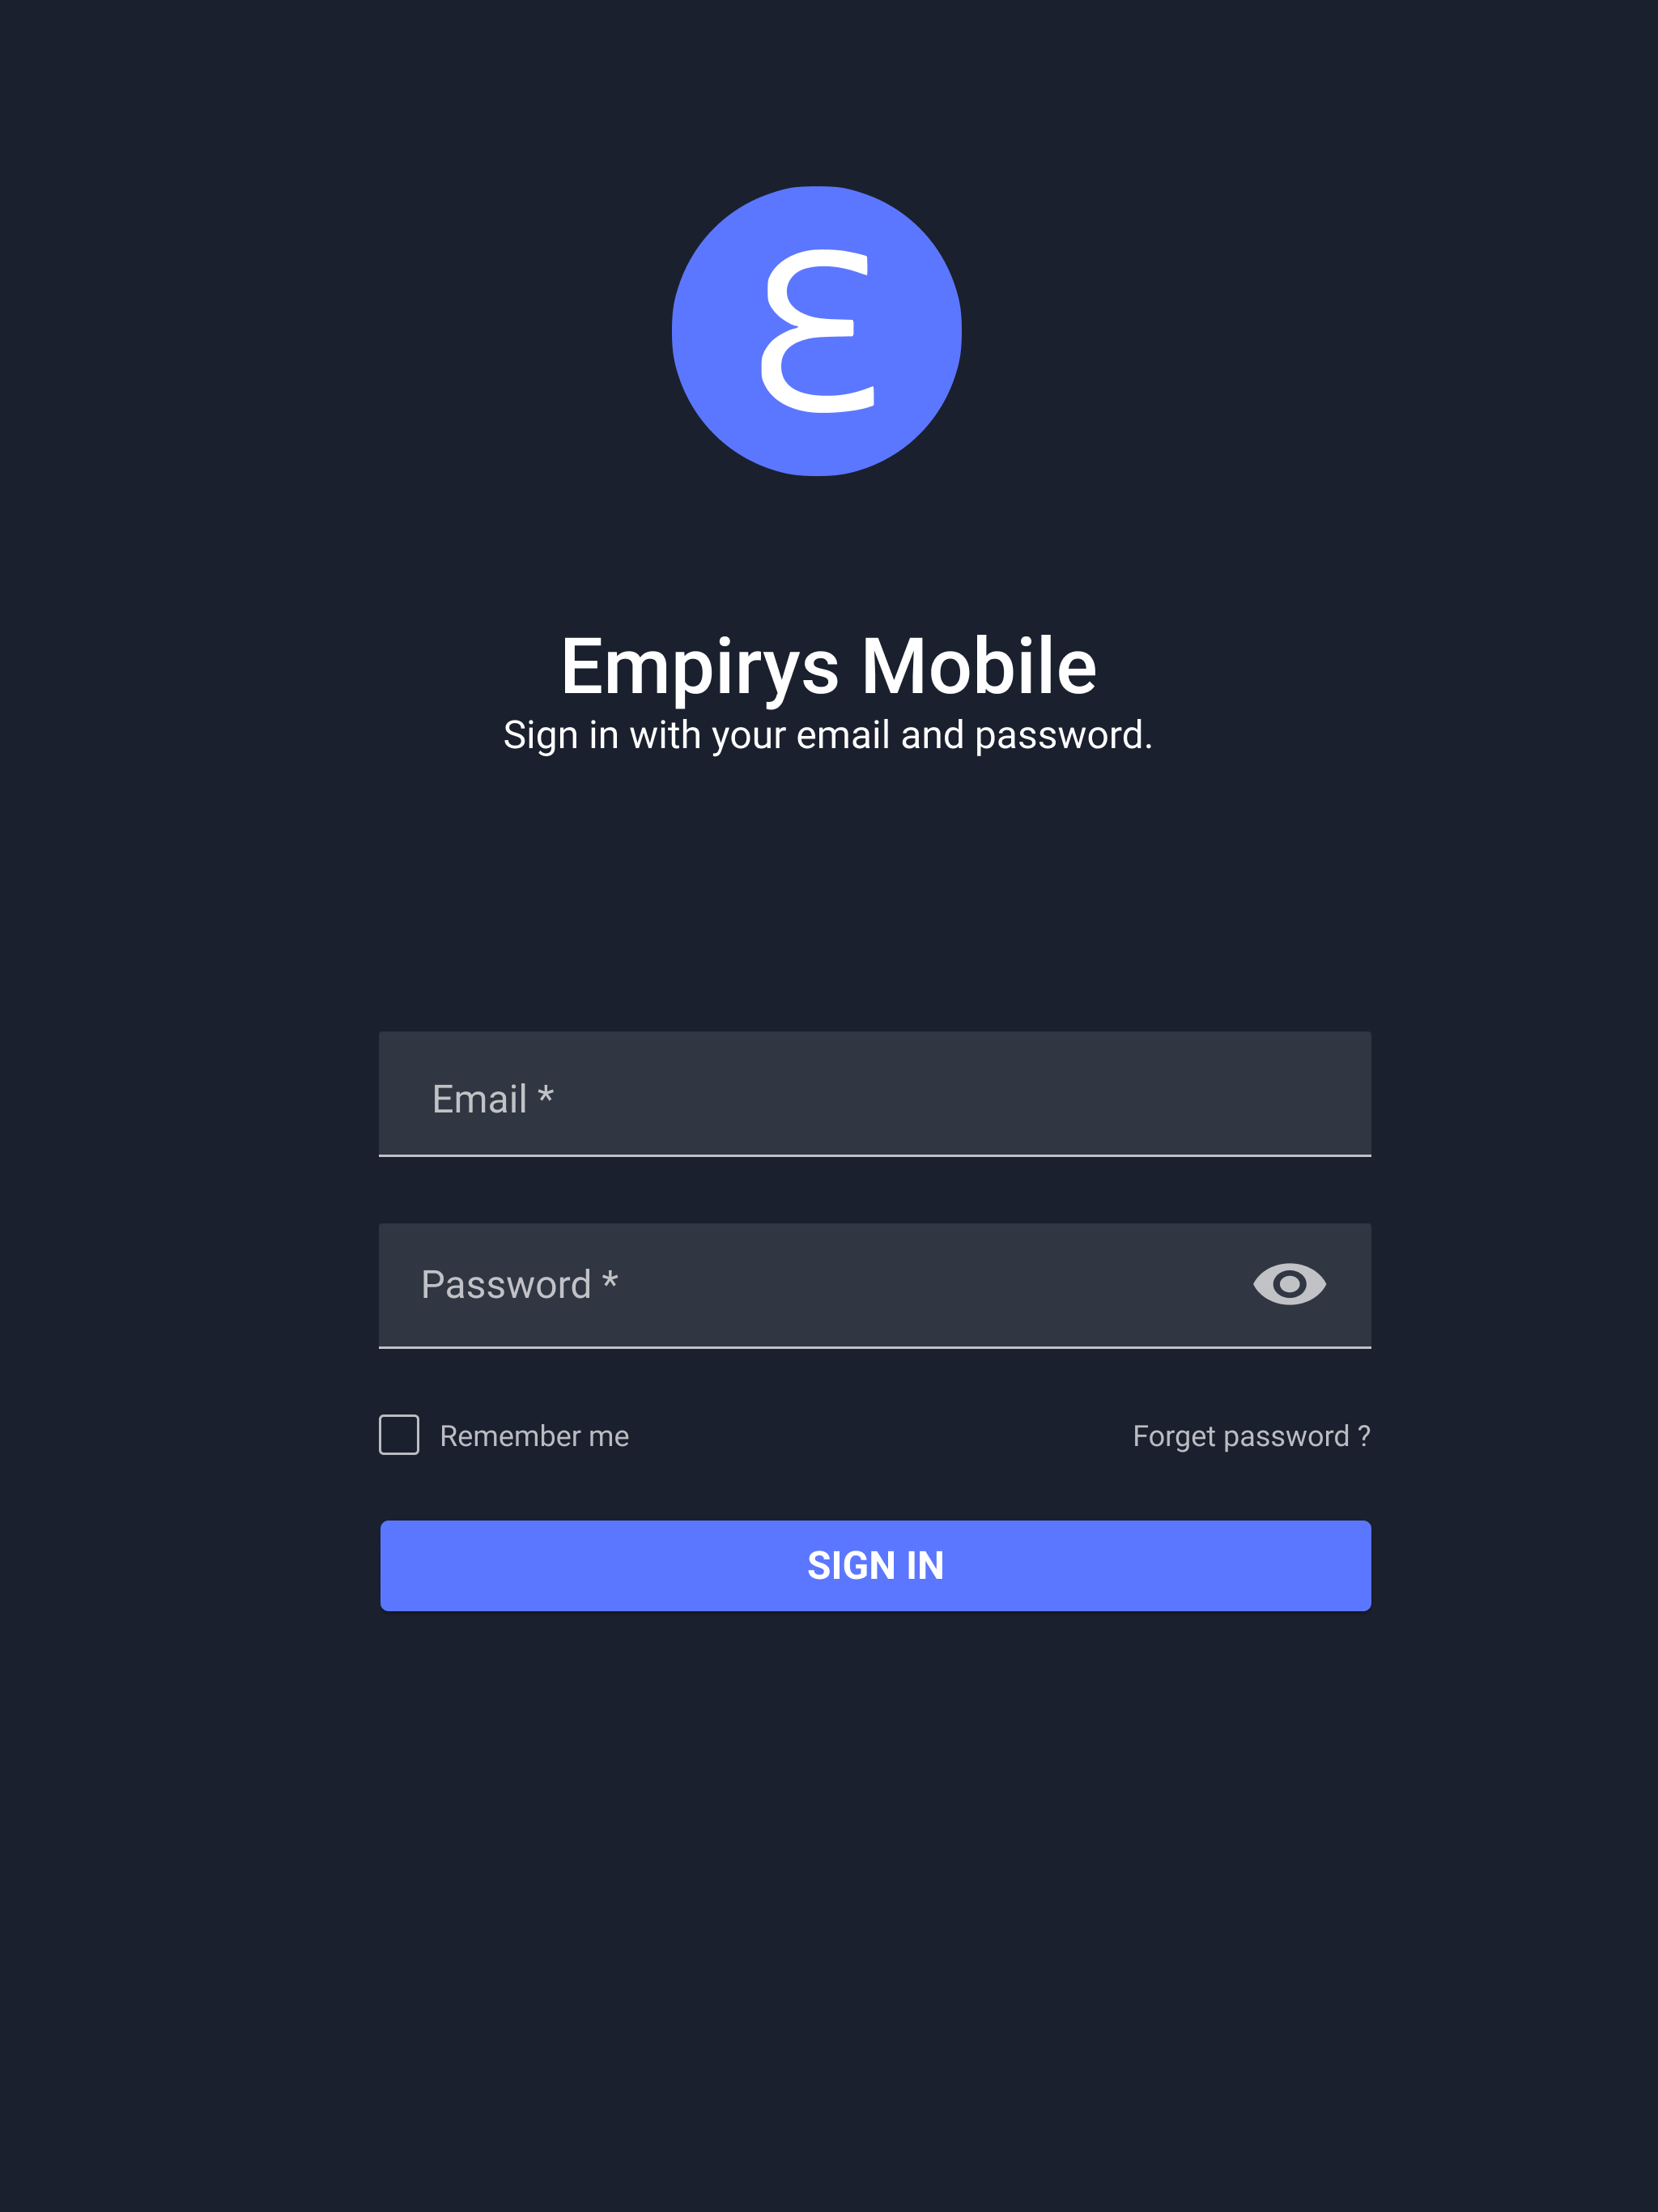 Ɛ
Empirys Mobile
Sign in with your email and password.
Email *
Password *
Remember me
Forget password ?
SIGN IN